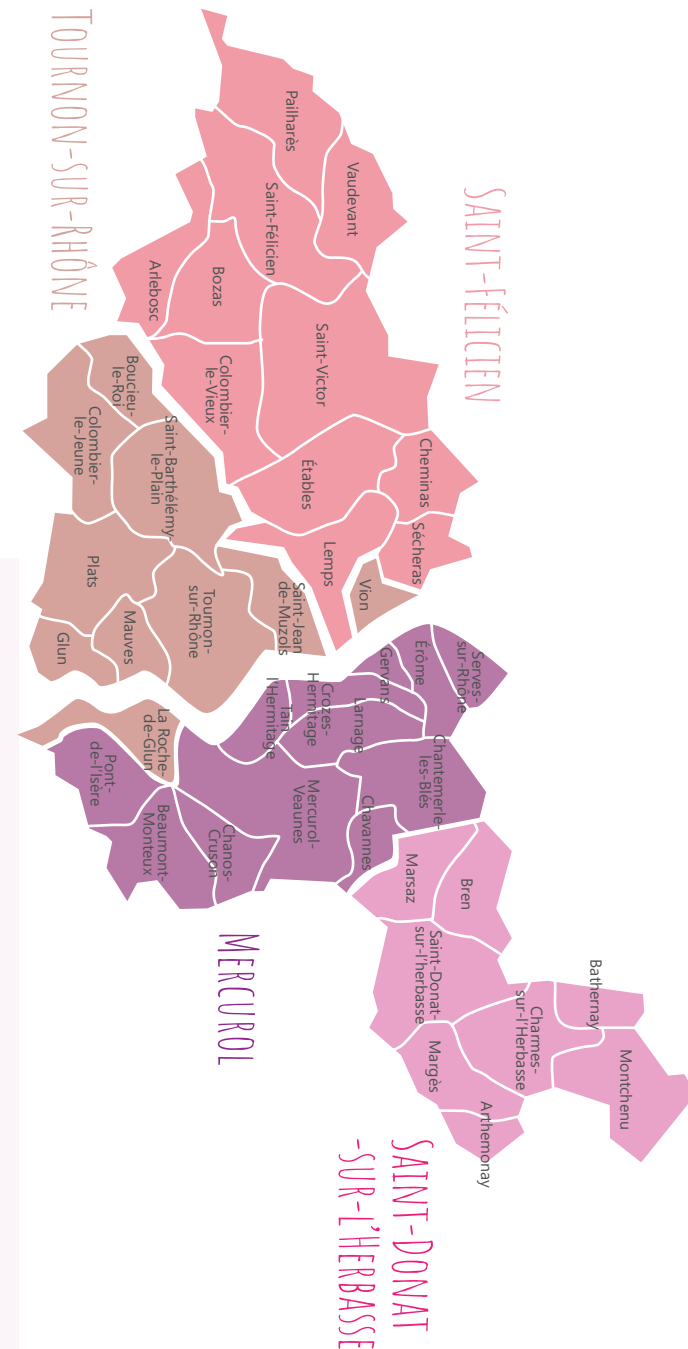 SAINT-FÉLICIEN
Vaudevant
Pailharès
Saint-Félicien
Bozas
Arlebosc
Saint-Victor
Colombier-
le-Vieux
Cheminas
Étables
Sécheras
Lemps
TOURNON-SUR-RHÔNE
Boucieu-
le-Roi
Colombier-
le-Jeune
Saint-Barthélémy-
le-Plain
Plats
Vion
Saint-Jean
de-Muzols
Tournon-
sur-Rhône
Mauves
Glun
La Roche-
de-Glun
Serves-
sur-Rhône
Érôme
Gervans
Crozes-
Hermitage
Tain
l'Hermitage
Larnage
Chantemerle-
les-Blés
Mercurol-
Veaunes
Chavannes
Pont-
de-l'Isère
Beaumont-
Monteux
Chanos-
Cruson
MERCUROL
Bren
Marsaz
Saint-Donat-
sur-l'herbasse
Bathernay
Charmes-
sur-l'Herbasse
Montchenu
Margès
Arthemonay
SAINT-DONAT
-SUR-L'HERBASSE